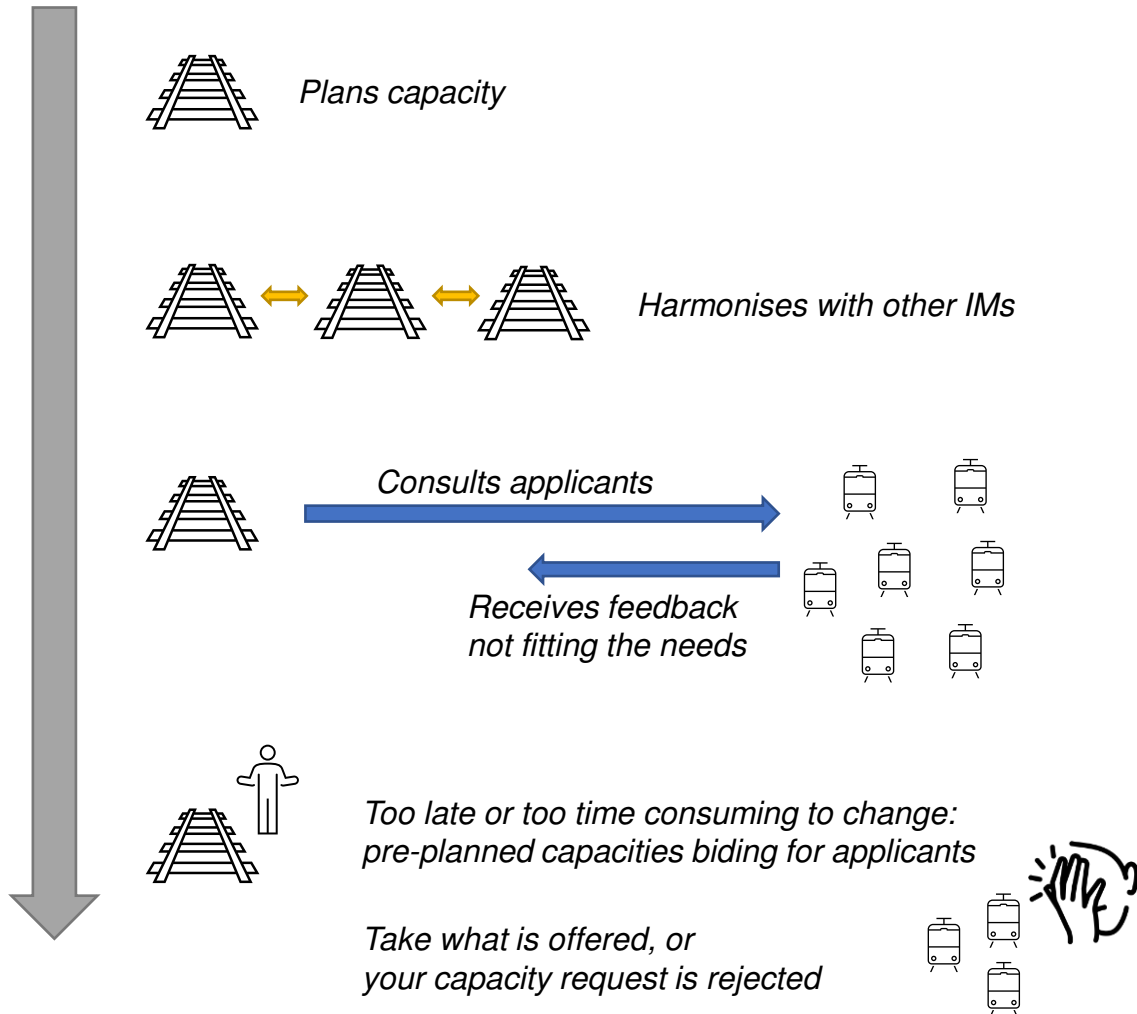 Plans capacity
Harmonises with other IMs
Consults applicants
Receives feedback
not fitting the needs
Too late or too time consuming to change:
pre-planned capacities biding for applicants
Take what is offered, or
your capacity request is rejected